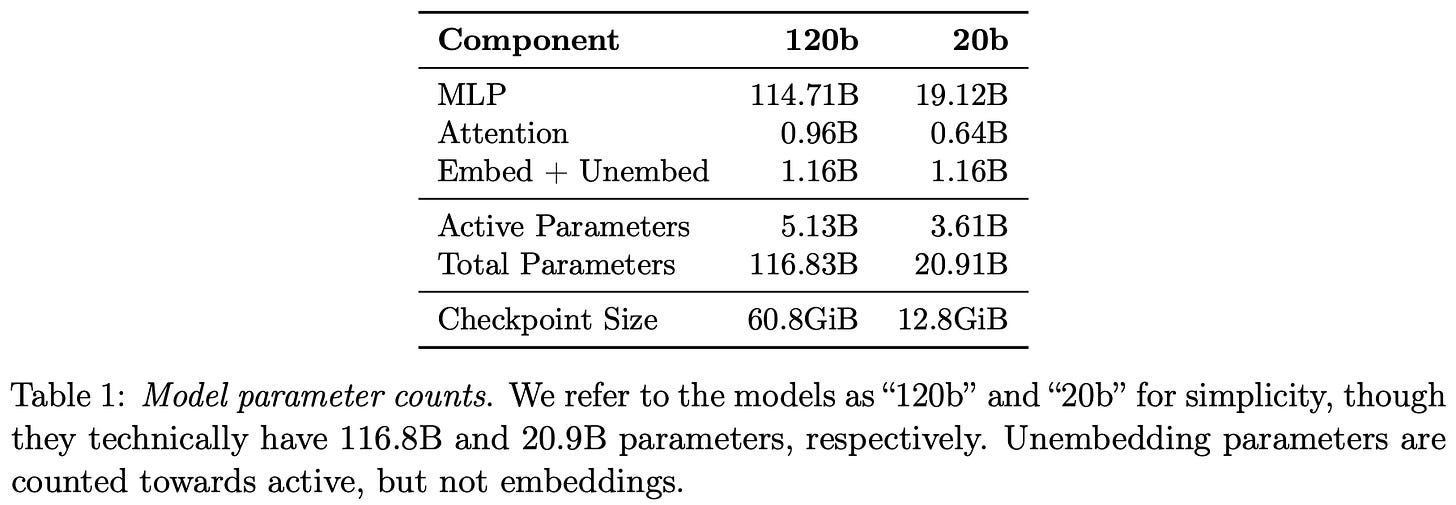 Component 120b 20b
MLP 114.71B 19.12B
Attention 0.96B 0.64B
Embed + Unembed 1.16B 1.16B
Active Parameters 5.13B 3.61B
Total Parameters 116.83B 20.91B
Checkpoint Size 60.8GiB 12.8GiB
Table 1: Model parameter counts. We refer to the models as “120b” and “20b” for simplicity, though
they technically have 116.8B and 20.9B parameters, respectively. Unembedding parameters are
counted towards active, but not embeddings.